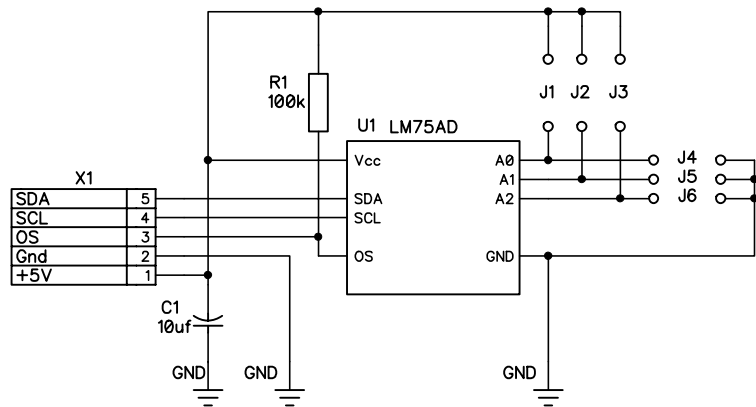 R1
100k
J1 J2 J3
U1 LM75AD
Vcc A0 J4
A1 J5
X1
SDA 5 SDA A2 J6
SCL 4 SCL
OS 3
Gnd 2 OS GND
+5V 1
C1
10uf
GND GND GND